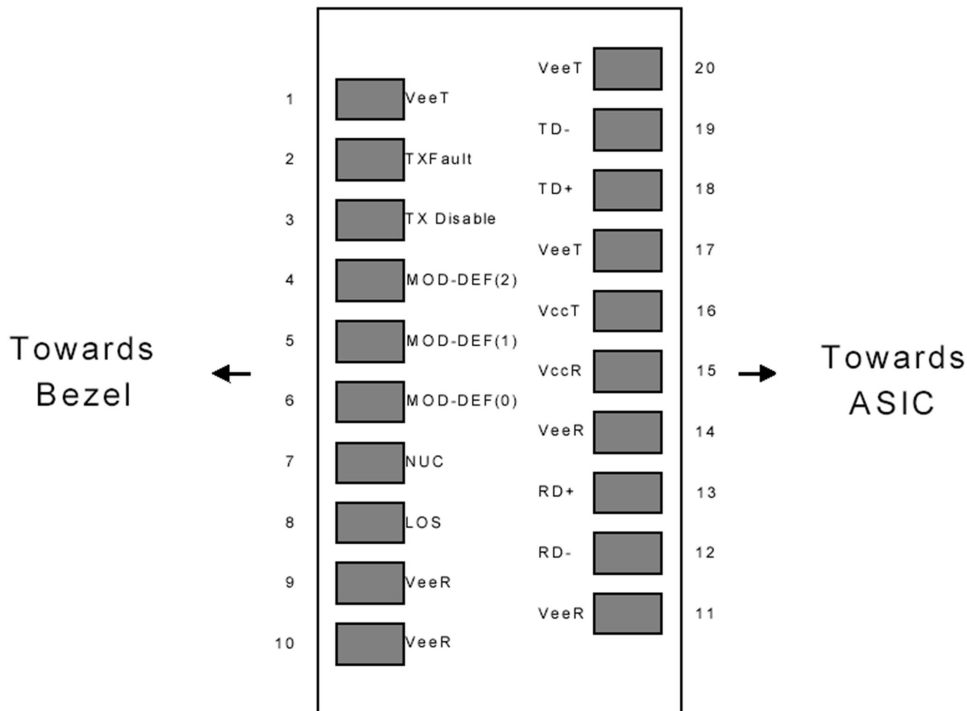 VeeT 20
1 VeeT
TD- 19
2 TXFault
TD+ 18
3 TX Disable
VeeT 17
4 MOD-DEF(2)
VccT 16
5 MOD-DEF(1)
Towards
Bezel
VccR 15
Towards
ASIC
6 MOD-DEF(0)
VeeR 14
7 NUC
RD+ 13
8 LOS
RD- 12
9 VeeR
VeeR 11
10 VeeR